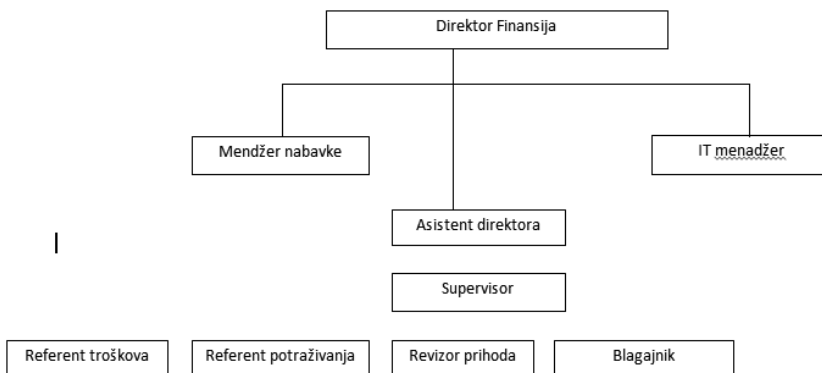 Direktor Finansija
Mendžer nabavke
IT menadžer
Asistent direktora
Supervisor
Referent troškova
Referent potraživanja
Revizor prihoda
Blagajnik